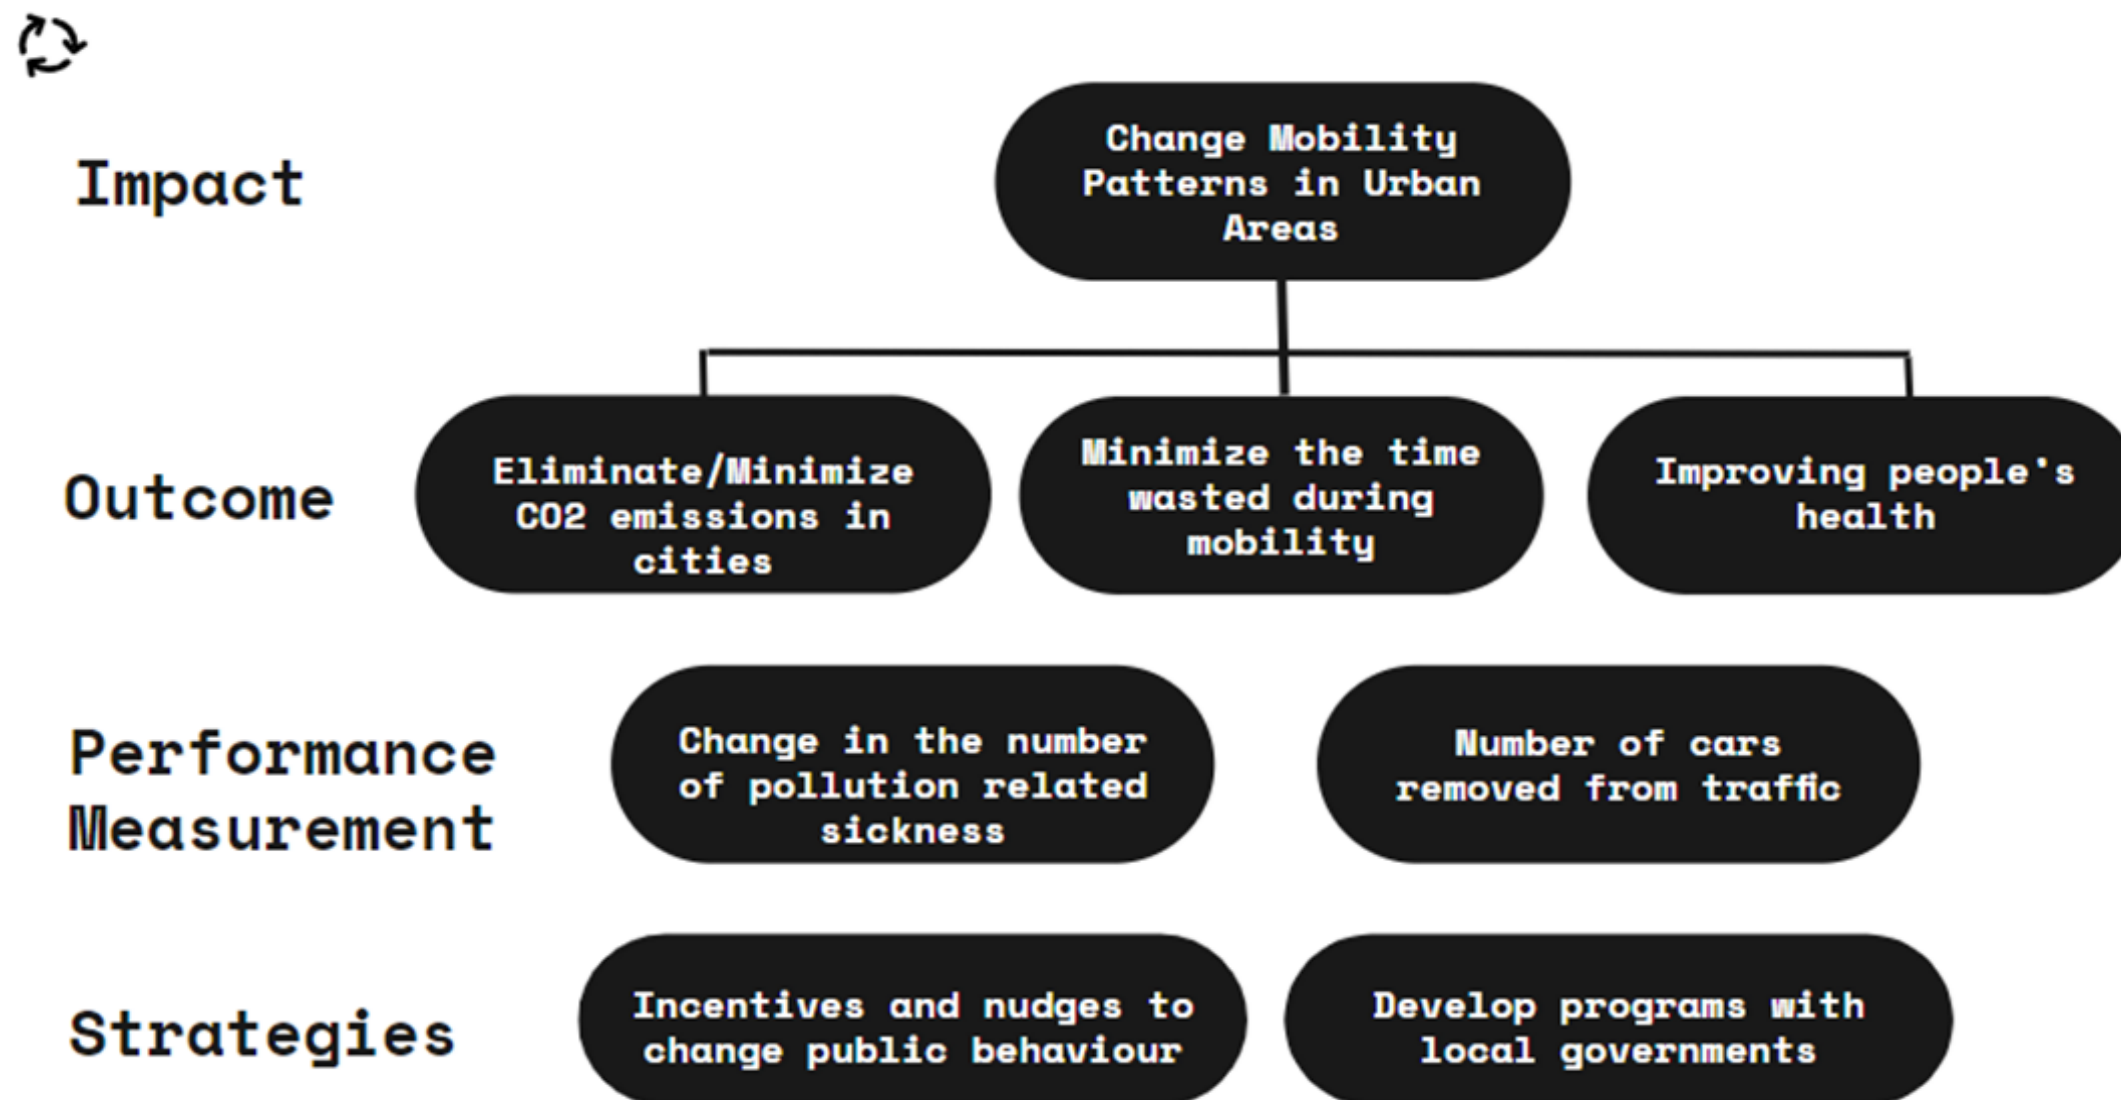 Impact
Change Mobility
Patterns in Urban
Areas
Outcome
Eliminate/Minimize
CO2 emissions in
cities
Minimize the time
wasted during
mobility
Improving people's
health
Performance
Measurement
Change in the number
of pollution related
sickness
Number of cars
removed from traffic
Strategies
Incentives and nudges to
change public behaviour
Develop programs with
local governments